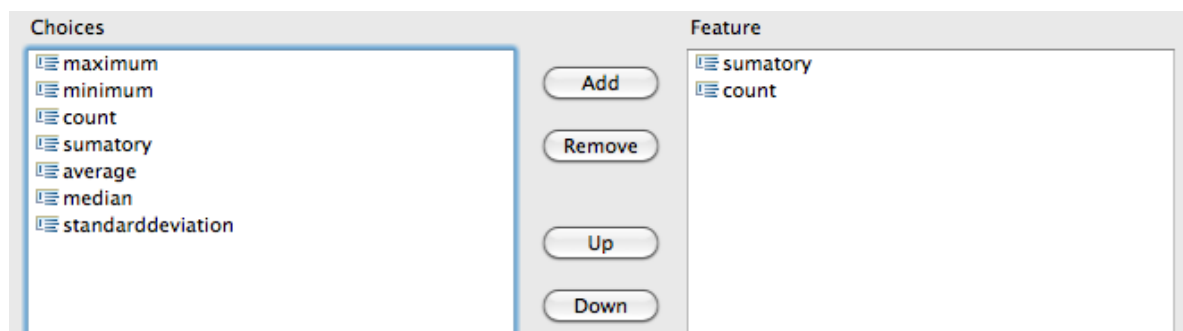 Choices
maximum
minimum
count
sumatory
average
median
standarddeviation
Add
Remove
Up
Down
Feature
sumatory
count